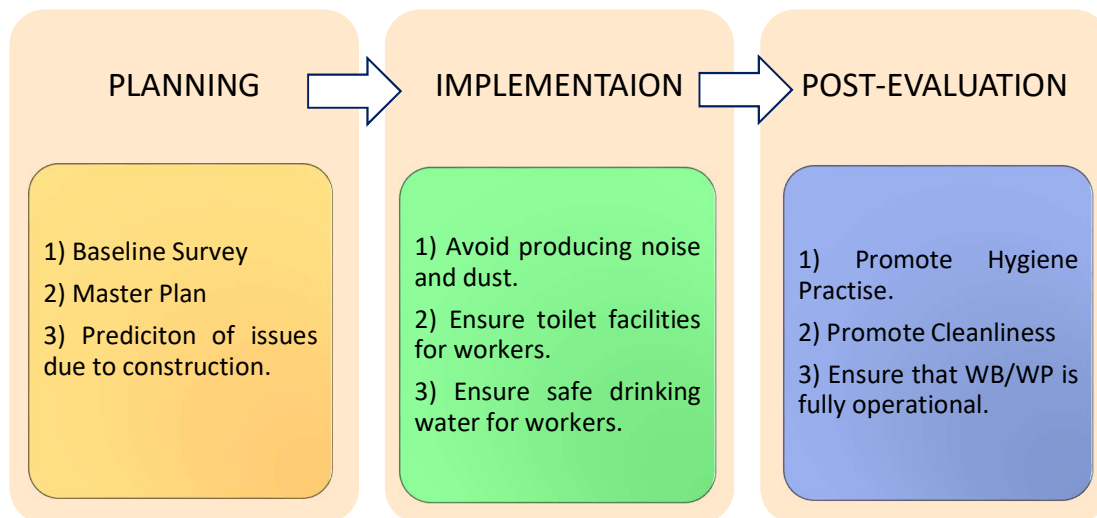 PLANNING
1) Baseline Survey
2) Master Plan
3) Prediciton of issues
due to construction.
IMPLEMENTAION
1) Avoid producing noise
and dust.
2) Ensure toilet facilities
for workers.
3) Ensure safe drinking
water for workers.
POST-EVALUATION
1) Promote Hygiene
Practise.
2) Promote Cleanliness
3) Ensure that WB/WP is
fully operational.